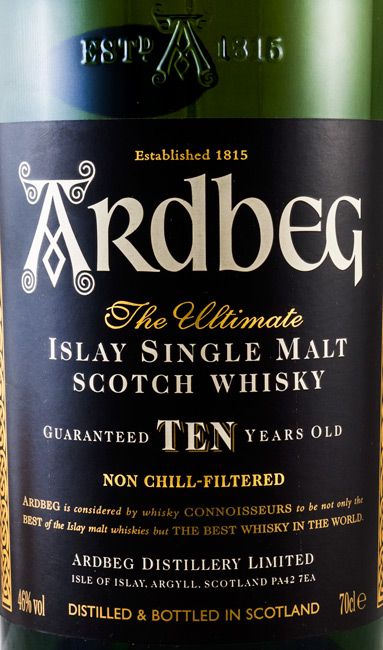 ESTD A 1815
Established 1815
ARDBEG
The Ultimate
ISLAY SINGLE MALT
SCOTCH WHISKY
GUARANTEED TEN YEARS OLD
NON CHILL-FILTERED
ARDBEG is considered by whisky CONNOISSEURS to be not only the
BEST of the Islay malt whiskies but THE BEST WHISKY IN THE WORLD.
ARDBEG DISTILLERY LIMITED
ISLE OF ISLAY, ARGYLL, SCOTLAND PA42 7EA
46% vol
70cl e
DISTILLED & BOTTLED IN SCOTLAND